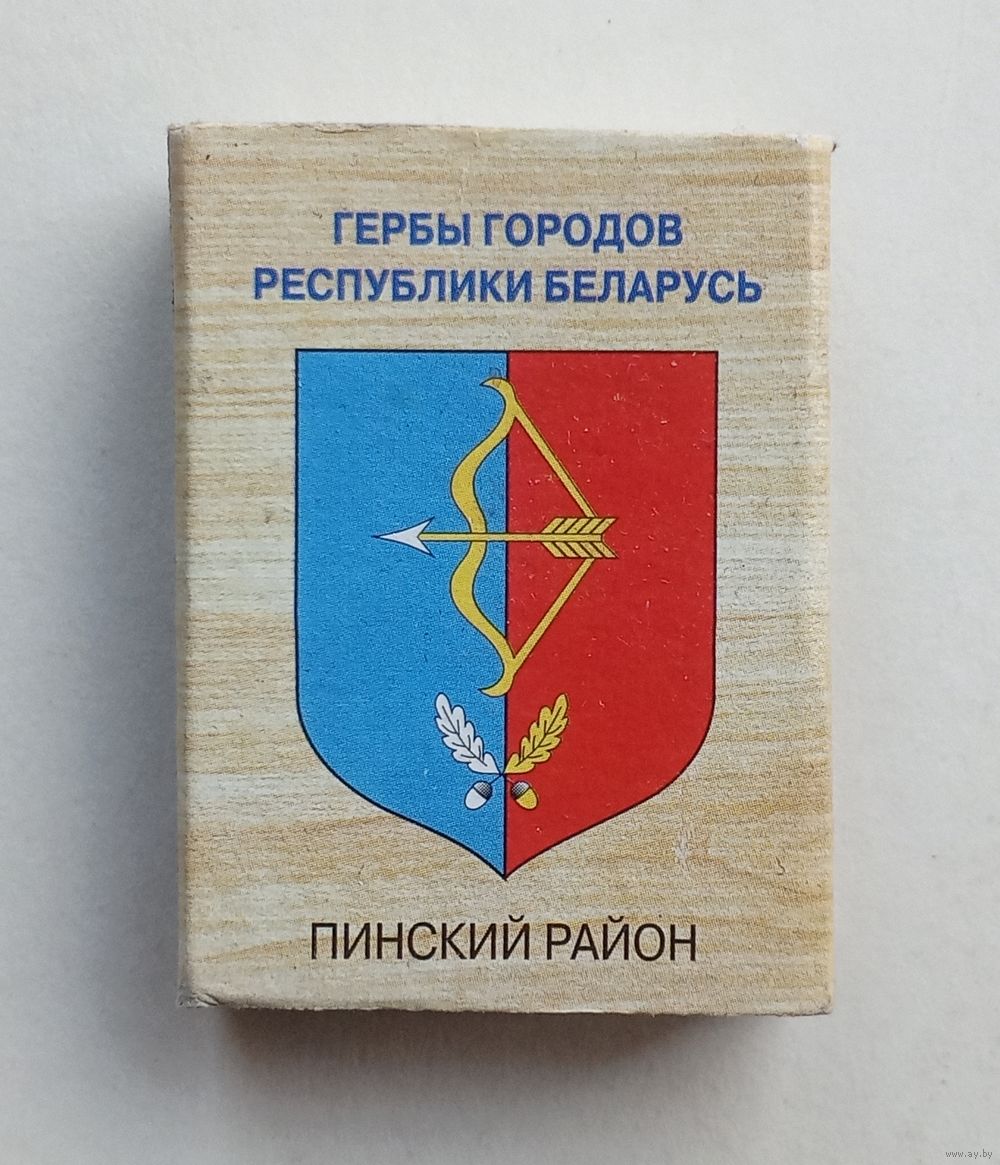 ГЕРБЫ ГОРОДОВ
РЕСПУБЛИКИ БЕЛАРУСЬ
ПИНСКИЙ РАЙОН
www.ay.by